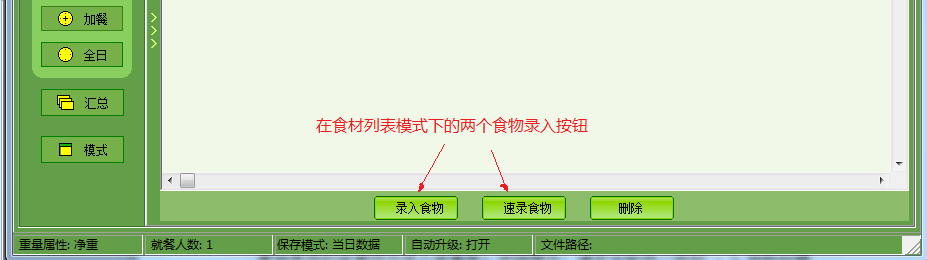 加餐
全日
汇总
模式
在食材列表模式下的两个食物录入按钮
录入食物 速录食物 删除
重量属性: 净重 就餐人数: 1 保存模式: 当日数据 自动升级: 打开 文件路径: